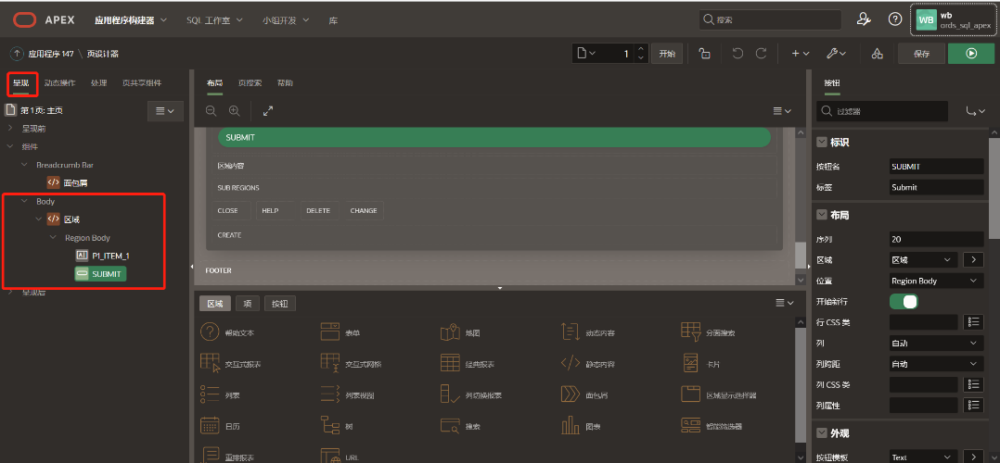 APEX 应用程序构建器 SQL 工作室 小组开发 库 搜索 WB wb
ords_sql_apex
应用程序 147 \ 页设计器 1 开始 保存
呈现 动态操作 处理 页共享组件
第 1 页: 主页
呈现前
组件
Breadcrumb Bar
面包屑
Body
区域
Region Body
P1_ITEM_1
SUBMIT
呈现后
布局 页搜索 帮助
SUBMIT
区域内容
SUB REGIONS
CLOSE HELP DELETE CHANGE
CREATE
FOOTER
区域 项 按钮
帮助文本 表单 地图 动态内容 分面搜索
交互式报表 交互式网格 经典报表 静态内容 卡片
列表 列表视图 列切换报表 面包屑 区域显示选择器
日历 树 搜索 图表 智能筛选器
重排报表 URL
按钮
过滤器
标识
按钮名 SUBMIT
标签 Submit
布局
序列 20
区域 区域
位置 Region Body
开始新行
行 CSS 类
列 自动
列跨距 自动
列 CSS 类
列属性
外观
按钮模板 Text